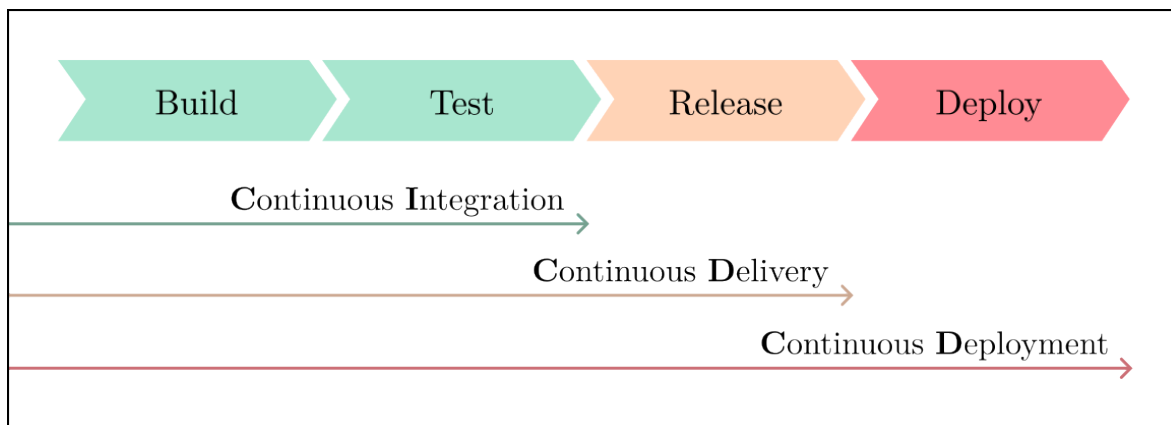 Build Test Release Deploy
Continuous Integration
Continuous Delivery
Continuous Deployment